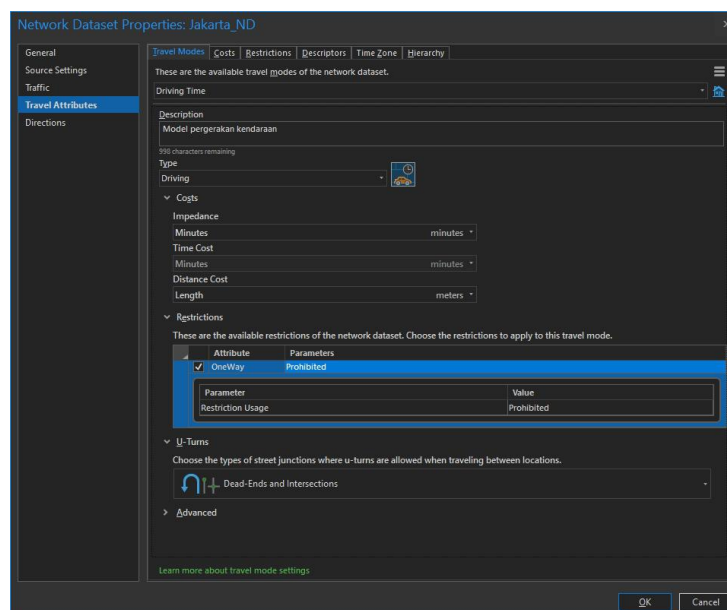 Network Dataset Properties: Jakarta_ND
General
Source Settings
Traffic
Travel Attributes
Directions
Travel Modes Costs Restrictions Descriptors Time Zone Hierarchy
These are the available travel modes of the network dataset.
Driving Time
Description
Model pergerakan kendaraan
998 characters remaining
Type
Driving
Costs
Impedance
Minutes minutes
Time Cost
Minutes minutes
Distance Cost
Length meters
Restrictions
These are the available restrictions of the network dataset. Choose the restrictions to apply to this travel mode.
Attribute Parameters
OneWay Prohibited
Parameter Value
Restriction Usage Prohibited
U-Turns
Choose the types of street junctions where u-turns are allowed when traveling between locations.
Dead-Ends and Intersections
Advanced
Learn more about travel mode settings
OK Cancel